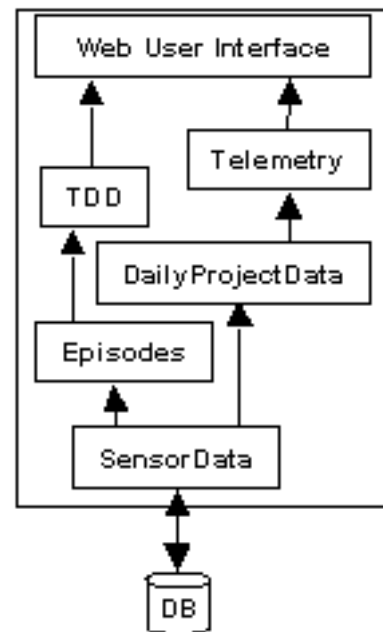 Web User Interface
Telemetry
TDD
DailyProjectData
Episodes
SensorData
DB